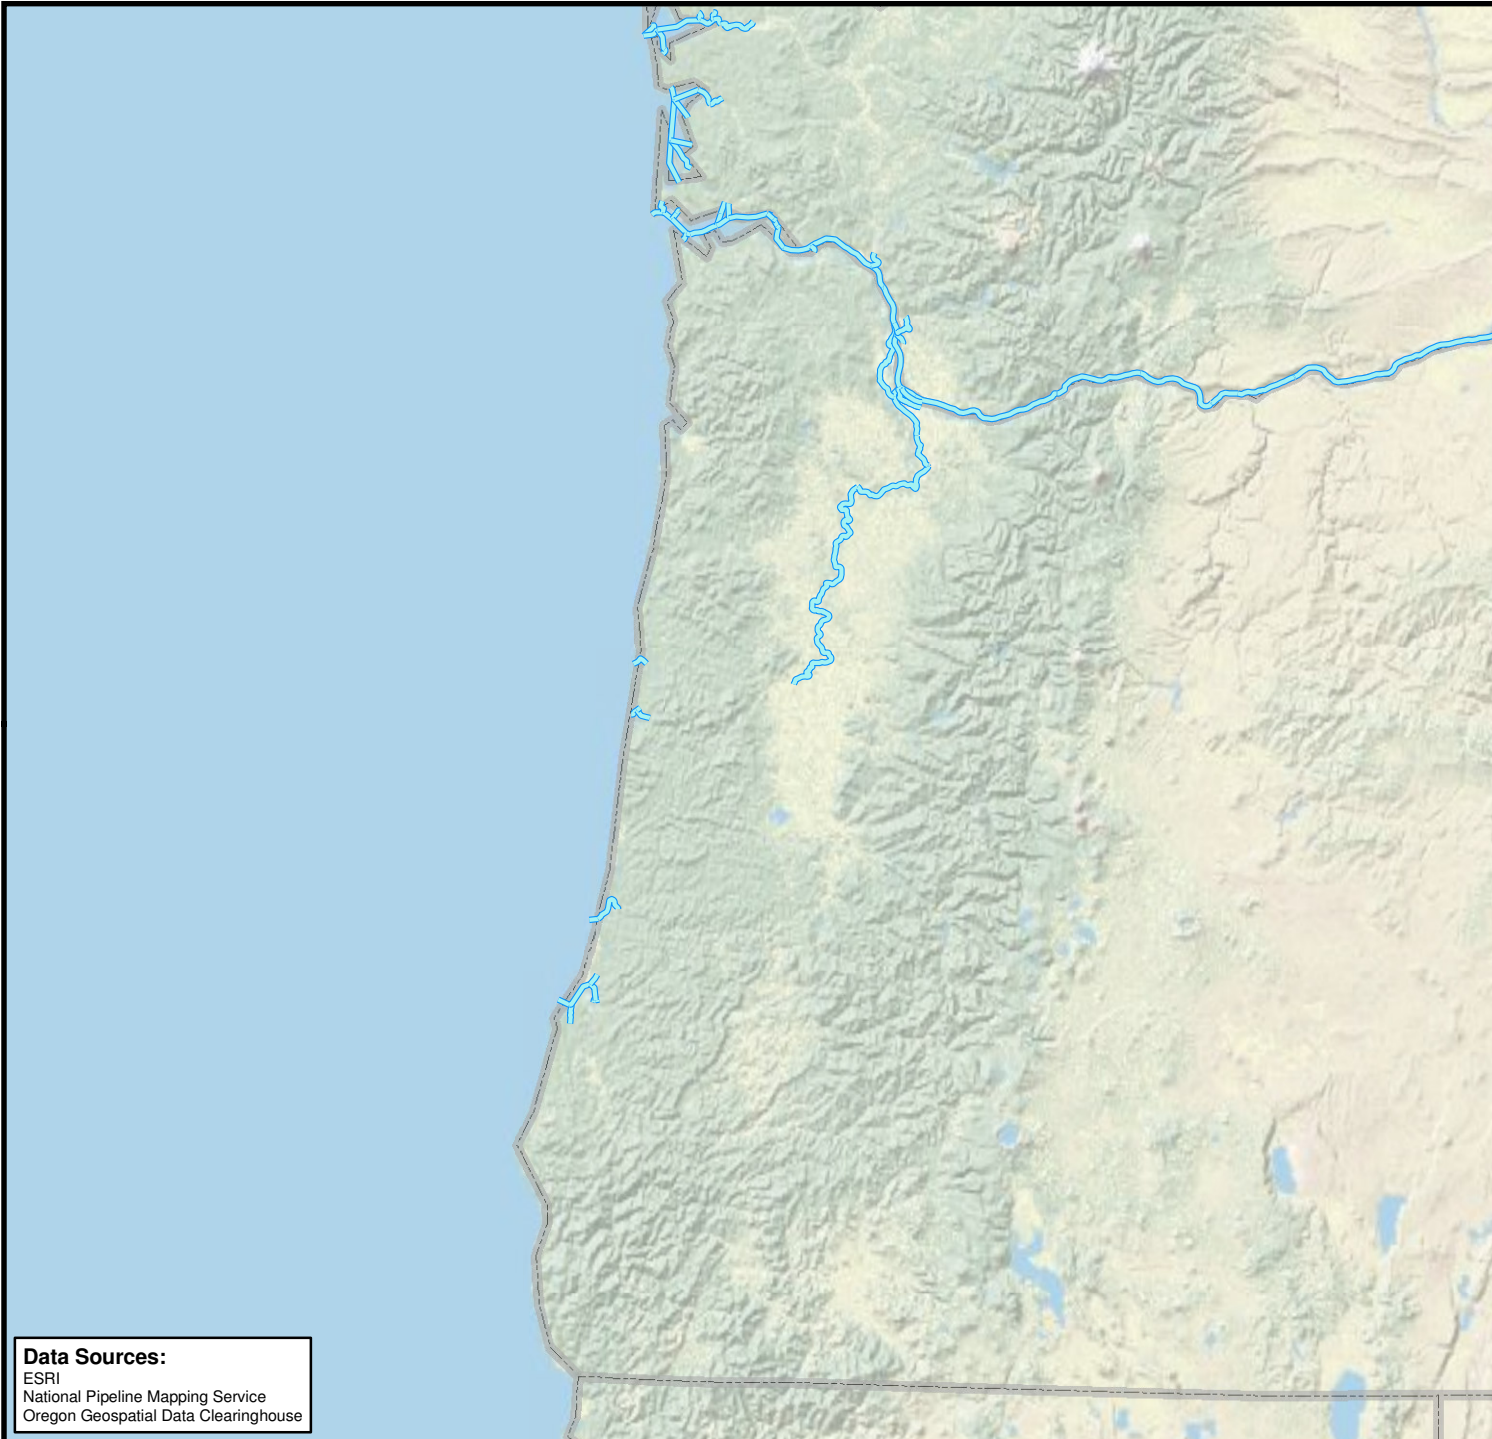 Data Sources:
ESRI
National Pipeline Mapping Service
Oregon Geospatial Data Clearinghouse